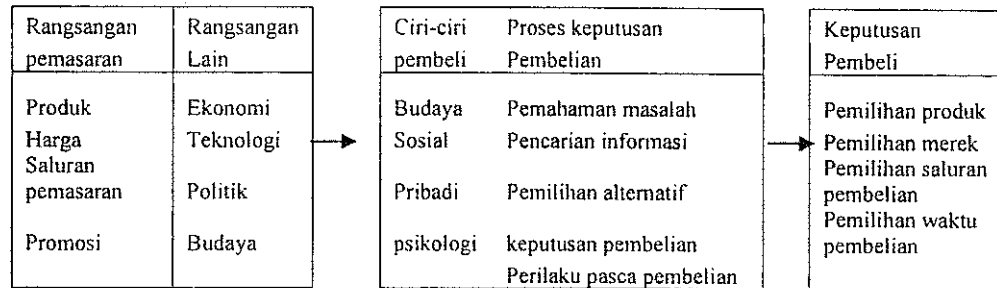 Rangsangan pemasaran
Rangsangan Lain
Produk
Ekonomi
Harga
Teknologi
Saluran pemasaran
Politik
Promosi
Budaya
Ciri-ciri pembeli
Proses keputusan Pembelian
Budaya
Pemahaman masalah
Sosial
Pencarian informasi
Pribadi
Pemilihan alternatif
psikologi
keputusan pembelian
Perilaku pasca pembelian
Keputusan Pembeli
Pemilihan produk
Pemilihan merek
Pemilihan saluran pembelian
Pemilihan waktu pembelian